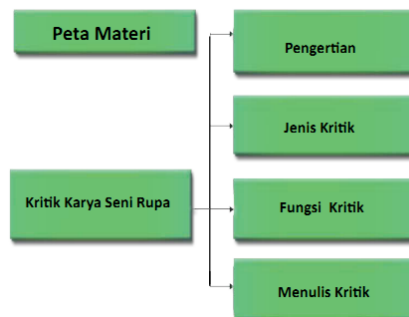 Peta Materi
Pengertian
Jenis Kritik
Kritik Karya Seni Rupa
Fungsi Kritik
Menulis Kritik